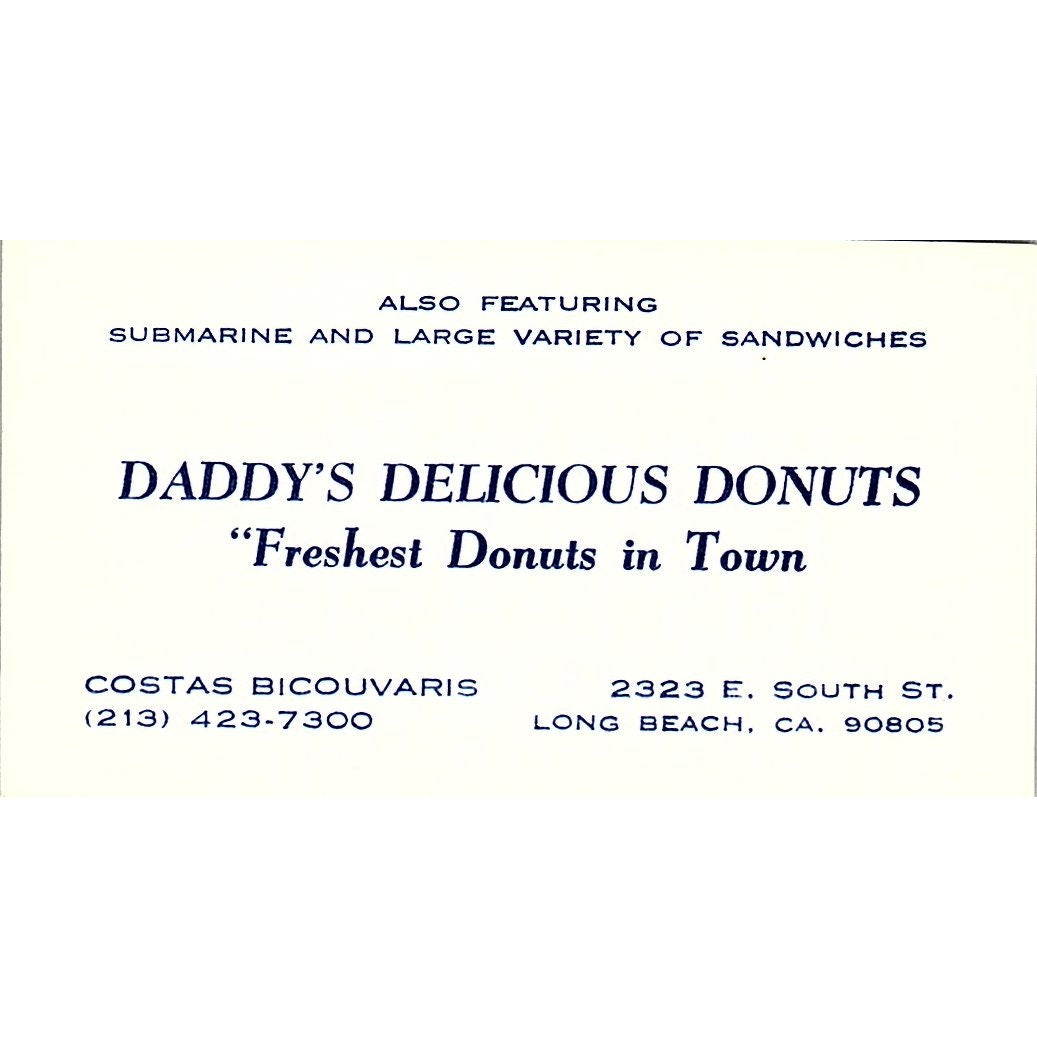 ALSO FEATURING
SUBMARINE AND LARGE VARIETY OF SANDWICHES
DADDY'S DELICIOUS DONUTS
“Freshest Donuts in Town
COSTAS BICOUVARIS
(213) 423-7300
2323 E. SOUTH ST.
LONG BEACH, CA. 90805